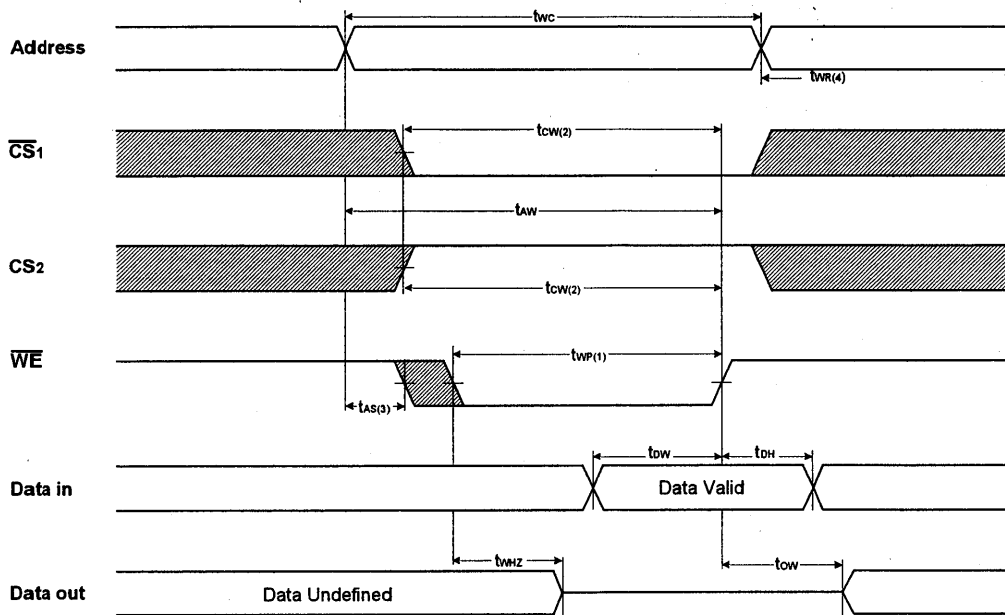 tWC
Address
tWR(4)
tCW(2)
CS1
tAW
CS2
tCW(2)
WE
tWP(1)
tAS(3)
tDW
tDH
Data in
Data Valid
tWHZ
tOW
Data out
Data Undefined